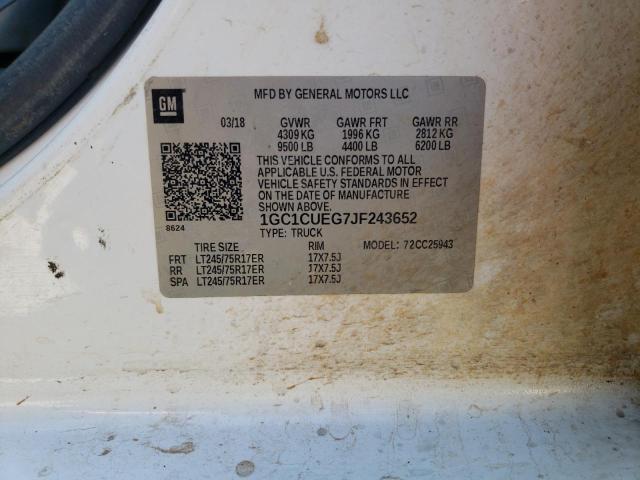 GM
MFD BY GENERAL MOTORS LLC
03/18 GVWR GAWR FRT GAWR RR
4309 KG 1996 KG 2812 KG
9500 LB 4400 LB 6200 LB
THIS VEHICLE CONFORMS TO ALL
APPLICABLE U.S. FEDERAL MOTOR
VEHICLE SAFETY STANDARDS IN EFFECT
ON THE DATE OF MANUFACTURE
SHOWN ABOVE.
1GC1CUEG7JF243652
8624
TYPE: TRUCK
TIRE SIZE RIM MODEL: 72CC25943
FRT LT245/75R17ER 17X7.5J
RR LT245/75R17ER 17X7.5J
SPA LT245/75R17ER 17X7.5J